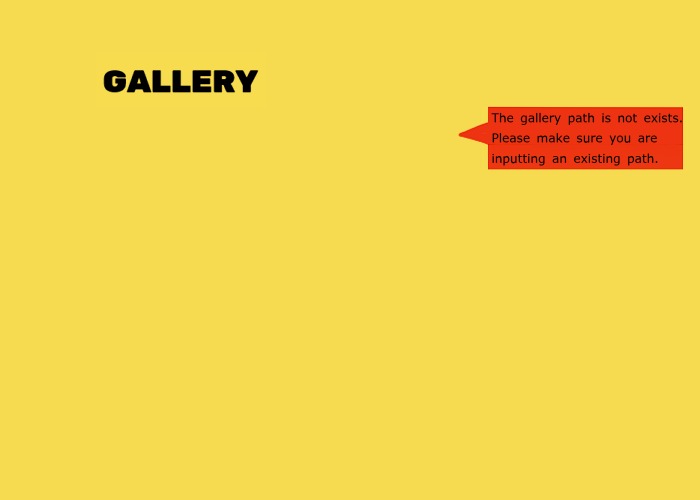 GALLERY
The gallery path is not exists.
Please make sure you are
inputting an existing path.